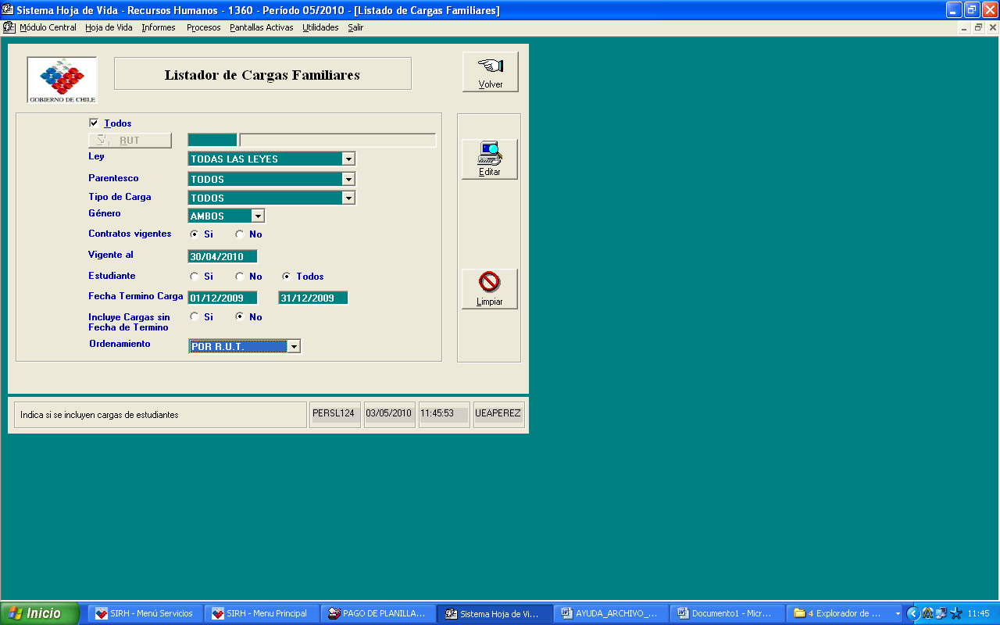 Sistema Hoja de Vida - Recursos Humanos - 1360 - Período 05/2010 - [Listado de Cargas Familiares]
Módulo Central Hoja de Vida Informes Procesos Pantallas Activas Utilidades Salir
GOBIERNO DE CHILE
Listador de Cargas Familiares
Volver
Todos
RUT
Ley TODAS LAS LEYES
Parentesco TODOS
Tipo de Carga TODOS
Género AMBOS
Contratos vigentes Si No
Vigente al 30/04/2010
Estudiante Si No Todos
Fecha Termino Carga 01/12/2009 31/12/2009
Incluye Cargas sin Si No
Fecha de Termino
Ordenamiento POR R.U.T.
Editar
Limpiar
Indica si se incluyen cargas de estudiantes PERSL124 03/05/2010 11:45:53 UEAPEREZ
Inicio SIRH - Menú Servicios SIRH - Menu Principal PAGO DE PLANILLA... Sistema Hoja de Vi... AYUDA_ARCHIVO_... Documento1 - Micr... 4 Explorador de ... 11:45